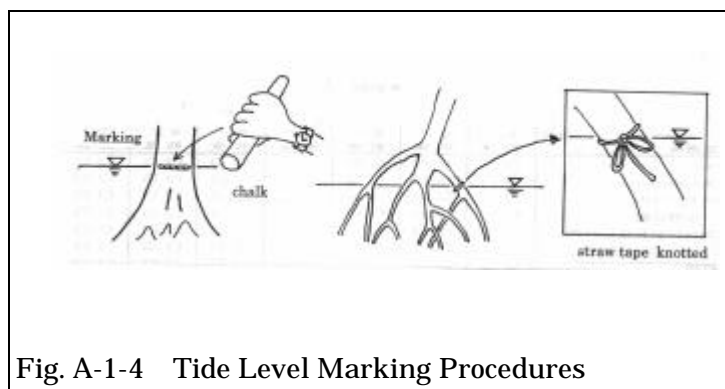 Marking
chalk
straw tape knotted
Fig. A-1-4 Tide Level Marking Procedures